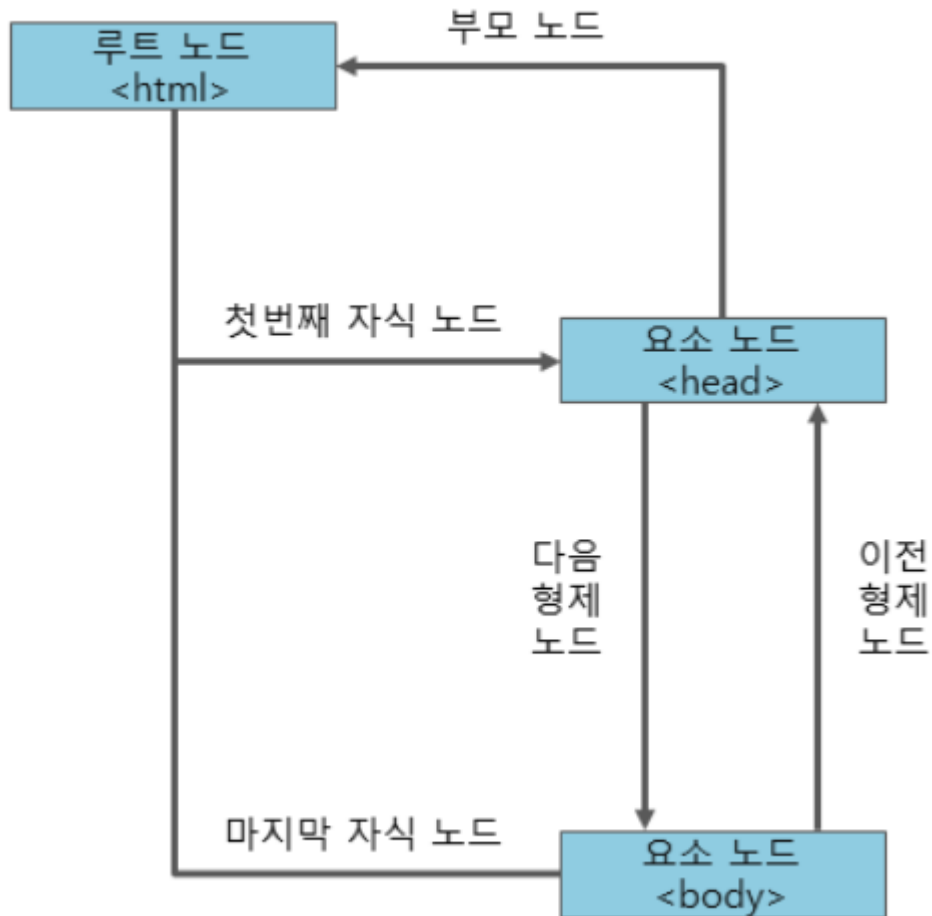 부모 노드
루트 노드
<html>
첫번째 자식 노드
요소 노드
<head>
다음
형제
노드
이전
형제
노드
마지막 자식 노드
요소 노드
<body>